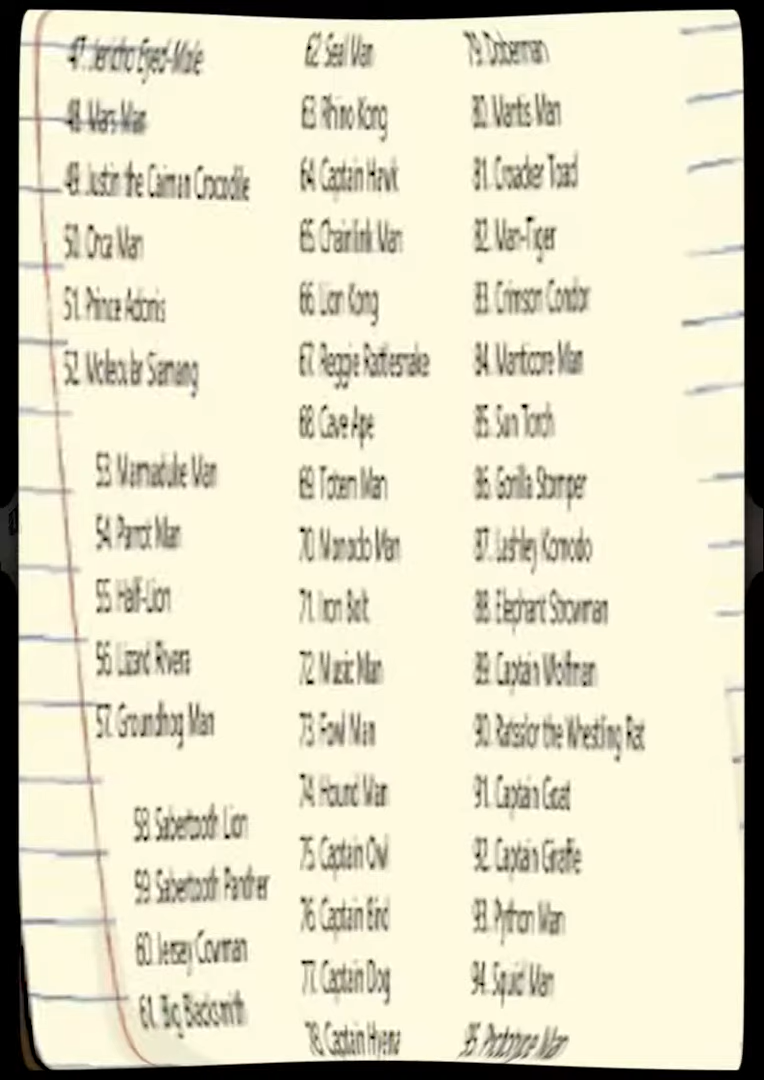 47. Jericho Eyed-Male
48. Mars Man
49. Justin the Caiman Crocodile
50. Orca Man
51. Prince Adonis
52. Molecular Siamang
53. Marmaduke Man
54. Parrot Man
55. Half-Lion
56. Lizard Rivera
57. Groundhog Man
58. Sabertooth Lion
59. Sabertooth Panther
60. Jersey Cowman
61. Big Blacksmith
62. Seal Man
63. Rhino Kong
64. Captain Hawk
65. Chainlink Man
66. Lion Kong
67. Reggie Rattlesnake
68. Cave Ape
69. Totem Man
70. Man
71. Iron Bolt
72. Music Man
73. Fowl Man
74. Hound Man
75. Captain Owl
76. Captain Bird
77. Captain Dog
78. Captain Hyena
79. Doberman
80. Mantis Man
81. Croacker Toad
82. Man-Tiger
83. Crimson Condor
84. Manticore Man
85. Sun Torch
86. Gorilla Stomper
87. Lashley Komodo
88. Elephant Strowman
89. Captain Wolfman
90. Ratsslor the Wrestling Rat
91. Captain Goat
92. Captain Giraffe
93. Python Man
94. Squid Man
95. Prototype Man